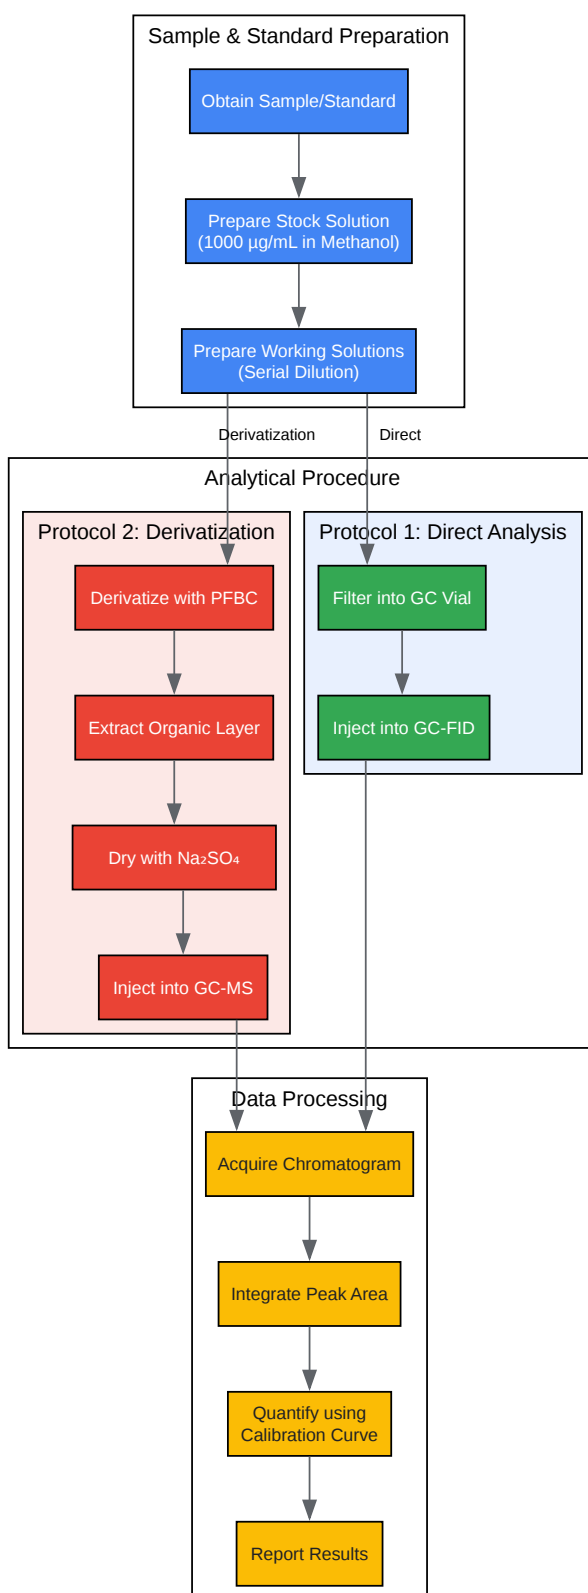 Sample & Standard Preparation
Obtain Sample/Standard
Prepare Stock Solution
(1000 µg/mL in Methanol)
Prepare Working Solutions
(Serial Dilution)
Derivatization
Direct
Analytical Procedure
Protocol 2: Derivatization
Derivatize with PFBC
Extract Organic Layer
Dry with Na₂SO₄
Inject into GC-MS
Protocol 1: Direct Analysis
Filter into GC Vial
Inject into GC-FID
Data Processing
Acquire Chromatogram
Integrate Peak Area
Quantify using
Calibration Curve
Report Results